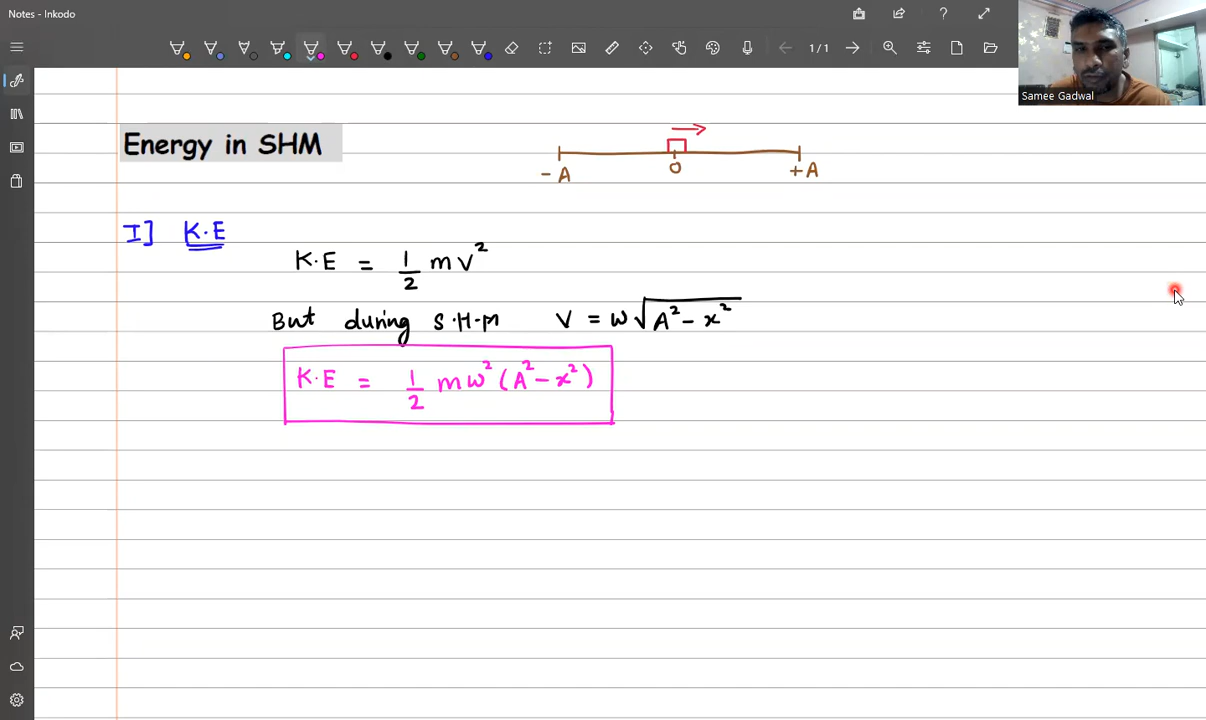 Notes - Inkodo
1/1
Samee Gadwal
Energy in SHM
- A O + A
I] K.E
K.E = 1/2 mv²
But during S.H.M V = ω√(A² - x²)
K.E = 1/2 mω² (A² - x²)